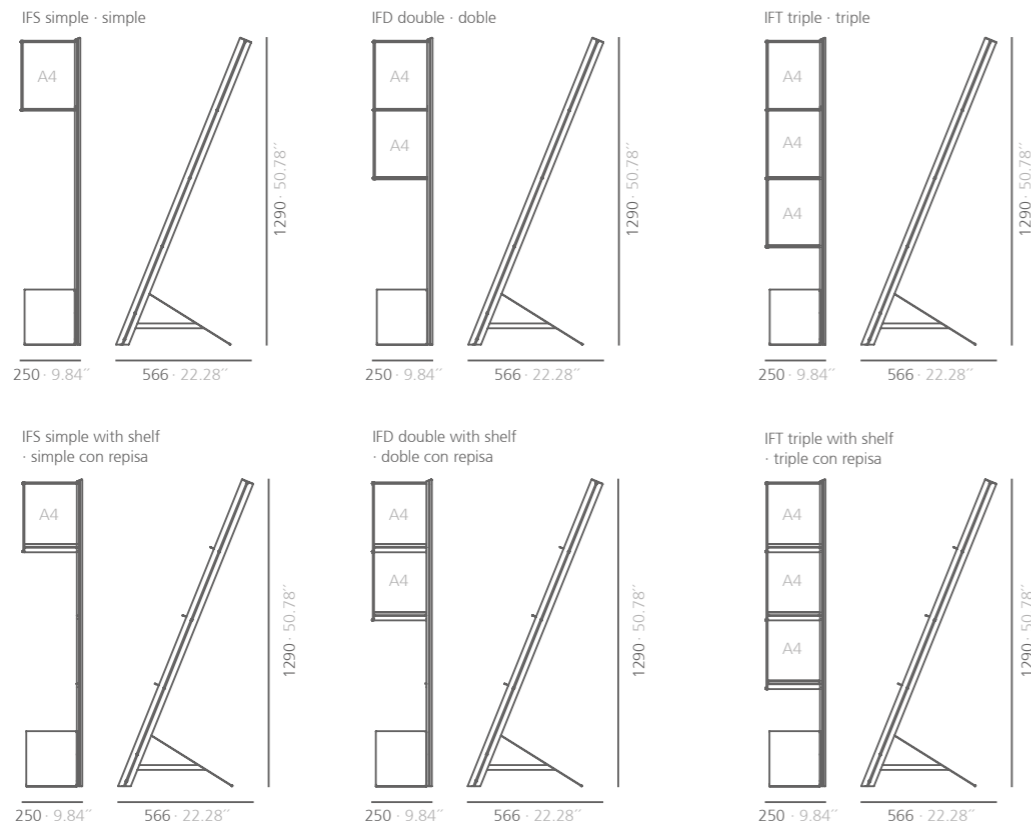 IFS simple · simple
IFD double · doble
IFT triple · triple
A4
A4
A4
A4
A4
A4
1290 · 50.78´´
1290 · 50.78´´
1290 · 50.78´´
250 · 9.84´´
566 · 22.28´´
250 · 9.84´´
566 · 22.28´´
250 · 9.84´´
566 · 22.28´´
IFS simple with shelf
· simple con repisa
IFD double with shelf
· doble con repisa
IFT triple with shelf
· triple con repisa
A4
A4
A4
A4
A4
A4
1290 · 50.78´´
1290 · 50.78´´
1290 · 50.78´´
250 · 9.84´´
566 · 22.28´´
250 · 9.84´´
566 · 22.28´´
250 · 9.84´´
566 · 22.28´´